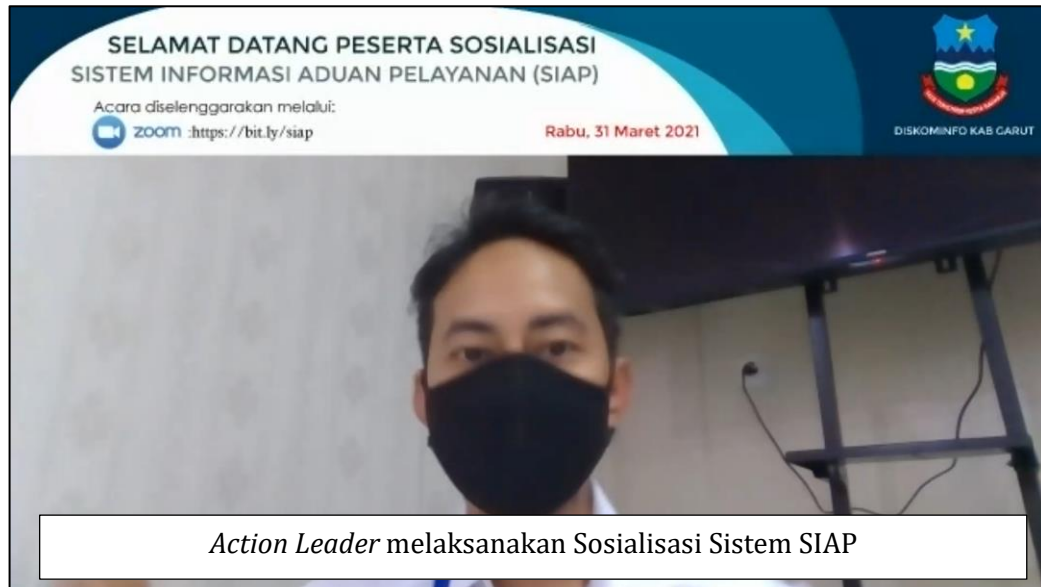 SELAMAT DATANG PESERTA SOSIALISASI
SISTEM INFORMASI ADUAN PELAYANAN (SIAP)
Acara diselenggarakan melalui:
zoom :https://bit.ly/siap
Rabu, 31 Maret 2021
DISKOMINFO KAB GARUT
Action Leader melaksanakan Sosialisasi Sistem SIAP